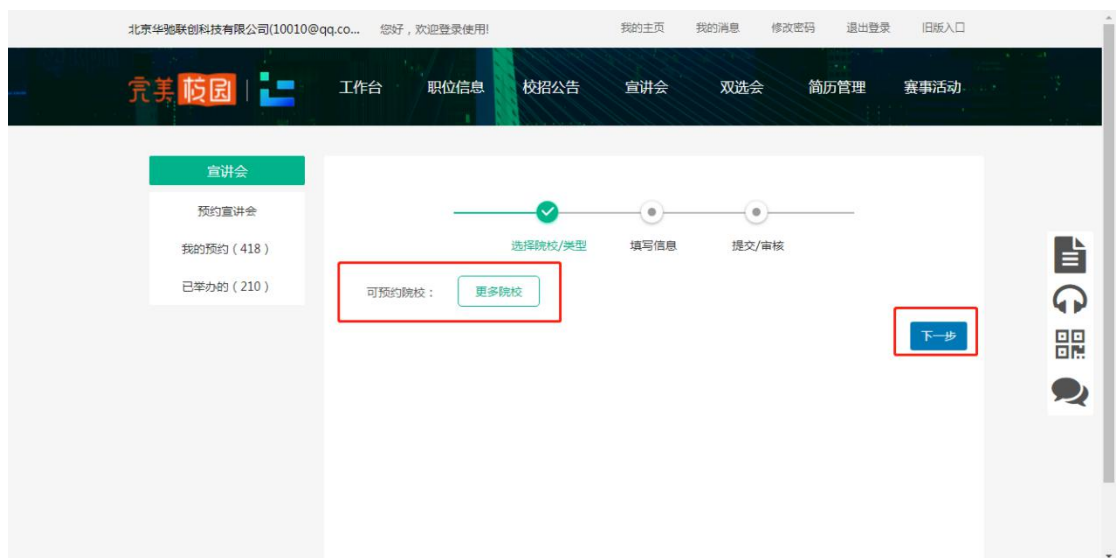 北京华驰联创科技有限公司(10010@qq.co... 您好，欢迎登录使用! 我的主页 我的消息 修改密码 退出登录 旧版入口
完美校园 工作台 职位信息 校招公告 宣讲会 双选会 简历管理 赛事活动
宣讲会
预约宣讲会
我的预约（418）
已举办的（210）
选择院校/类型 填写信息 提交/审核
可预约院校： 更多院校
下一步